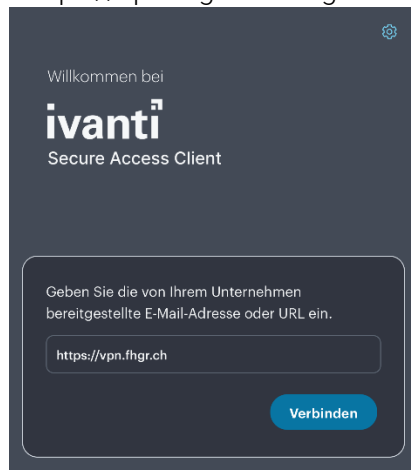 Willkommen bei
ivanti
Secure Access Client
Geben Sie die von Ihrem Unternehmen
bereitgestellte E-Mail-Adresse oder URL ein.
https://vpn.fhgr.ch
Verbinden